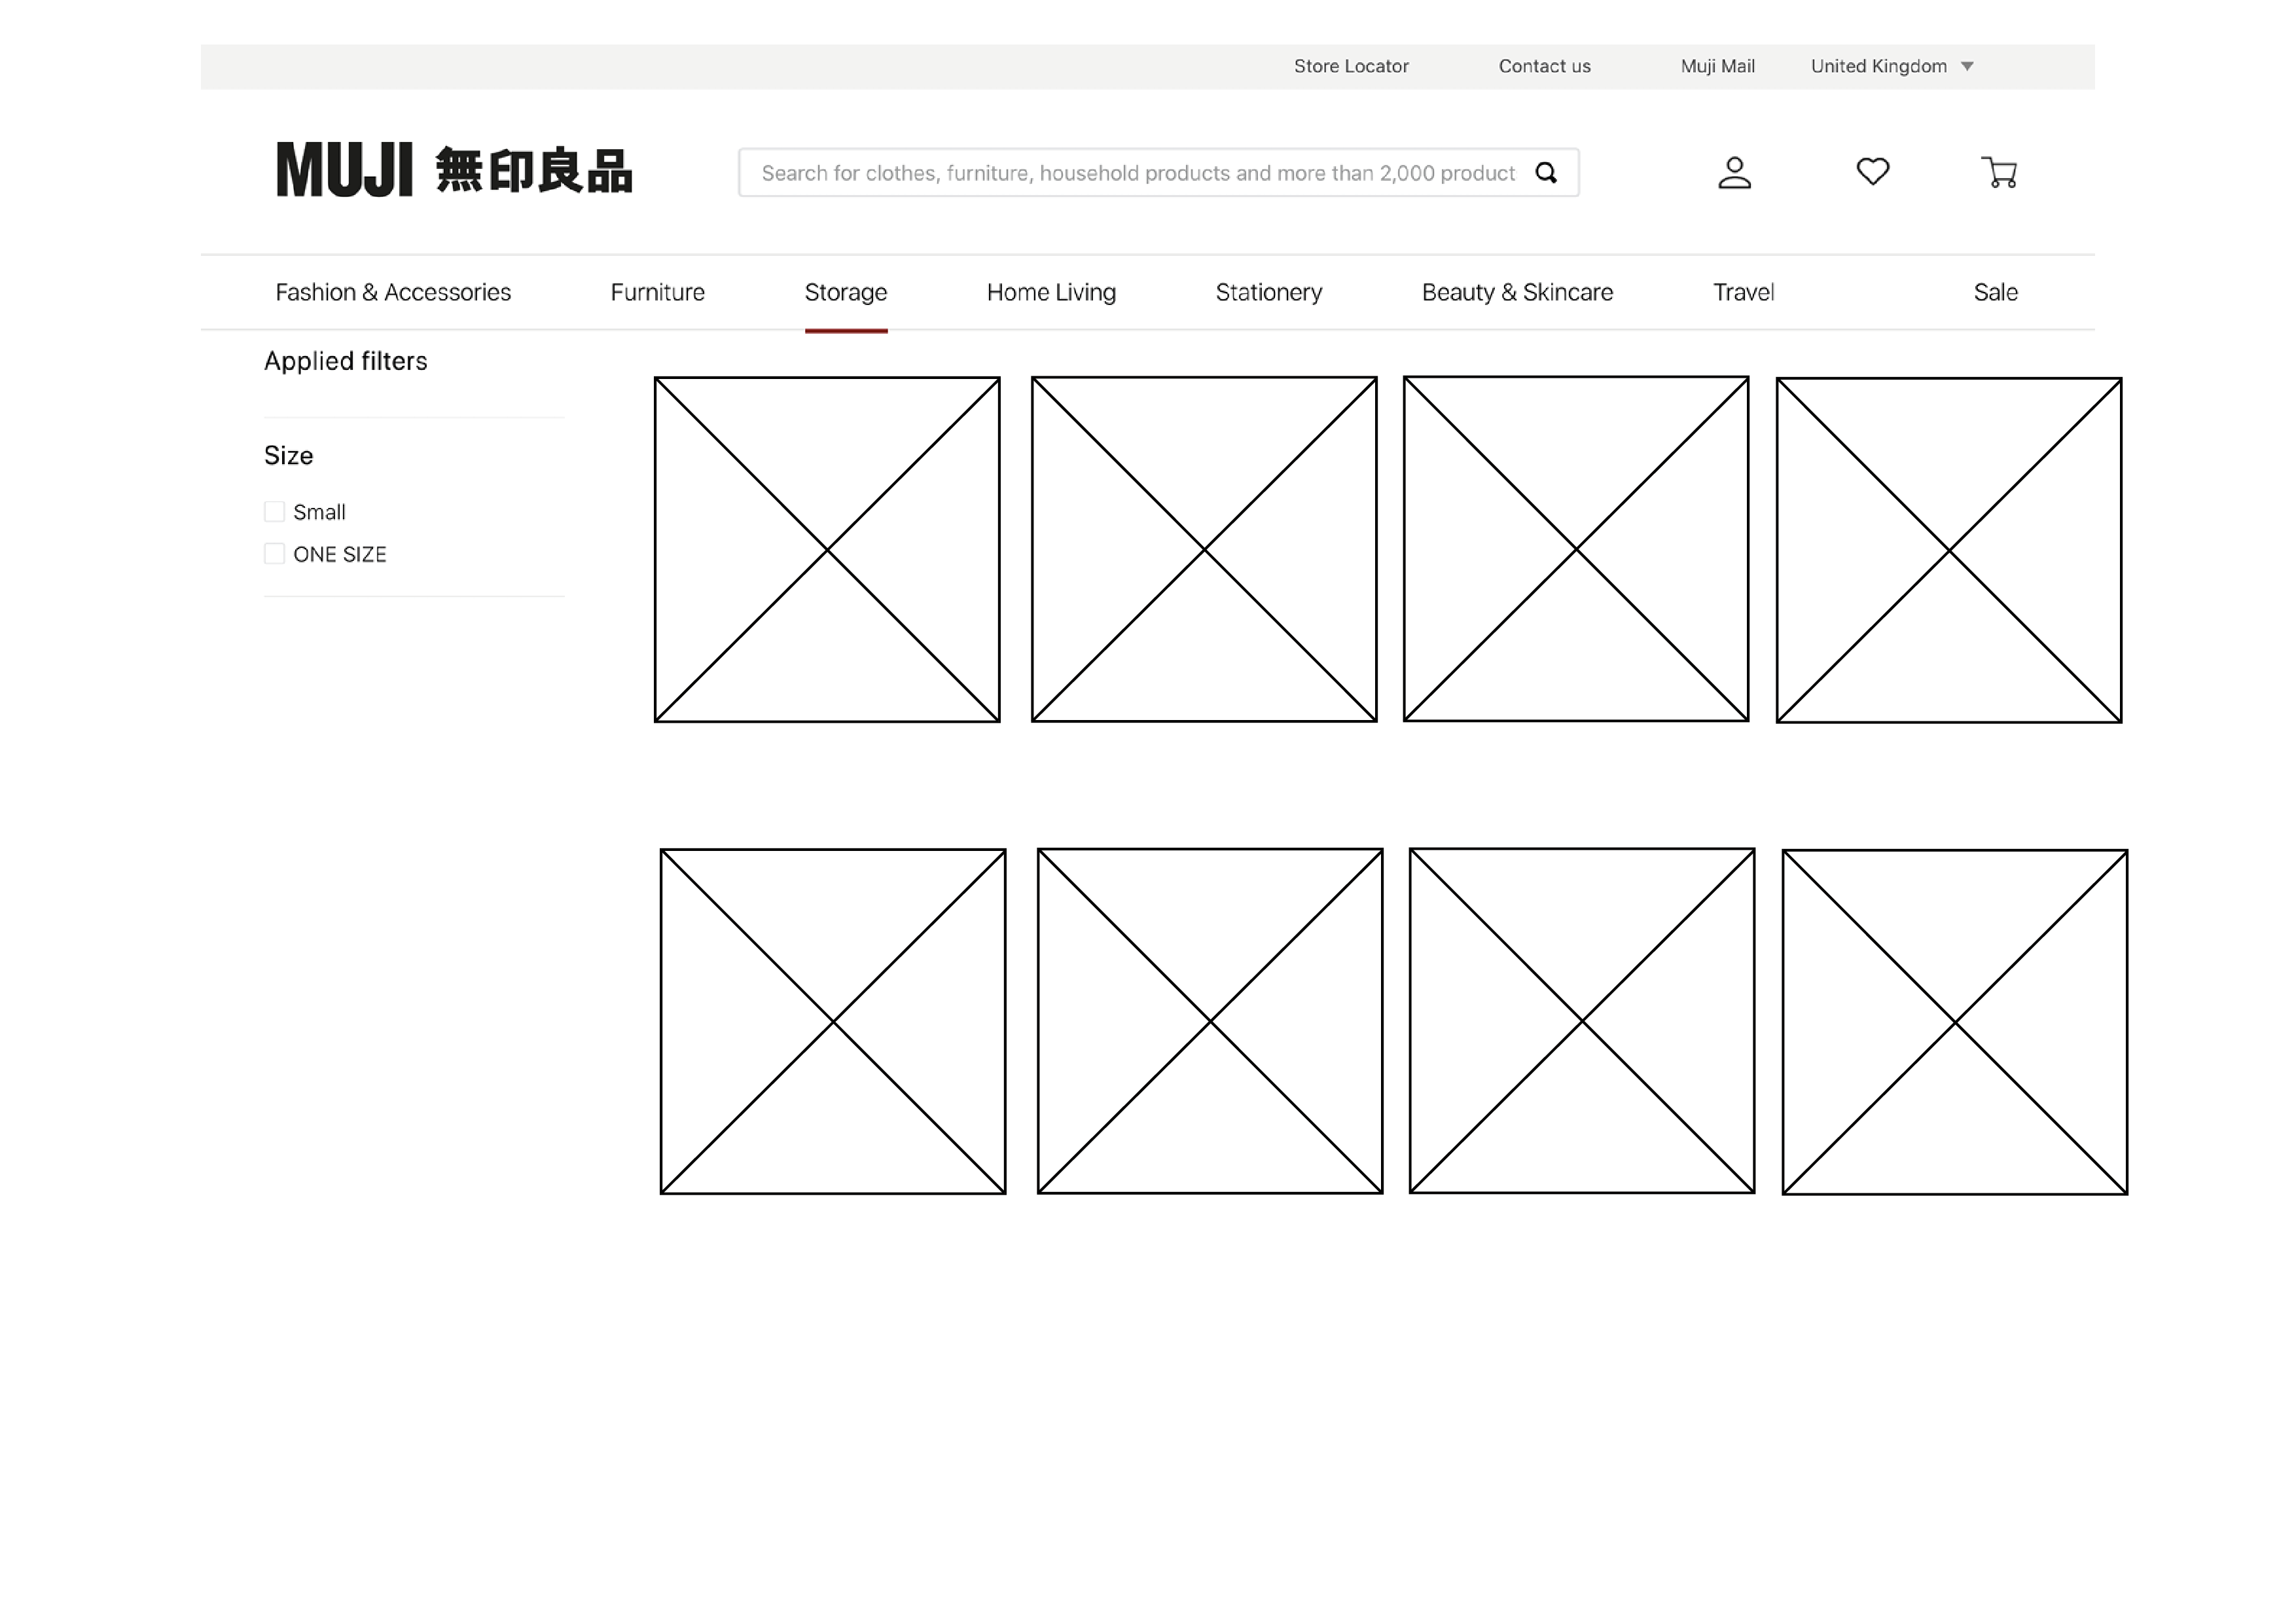 Store Locator Contact us Muji Mail United Kingdom
MUJI 無印良品
Search for clothes, furniture, household products and more than 2,000 product
Fashion & Accessories Furniture Storage Home Living Stationery Beauty & Skincare Travel Sale
Applied filters
Size
Small
ONE SIZE